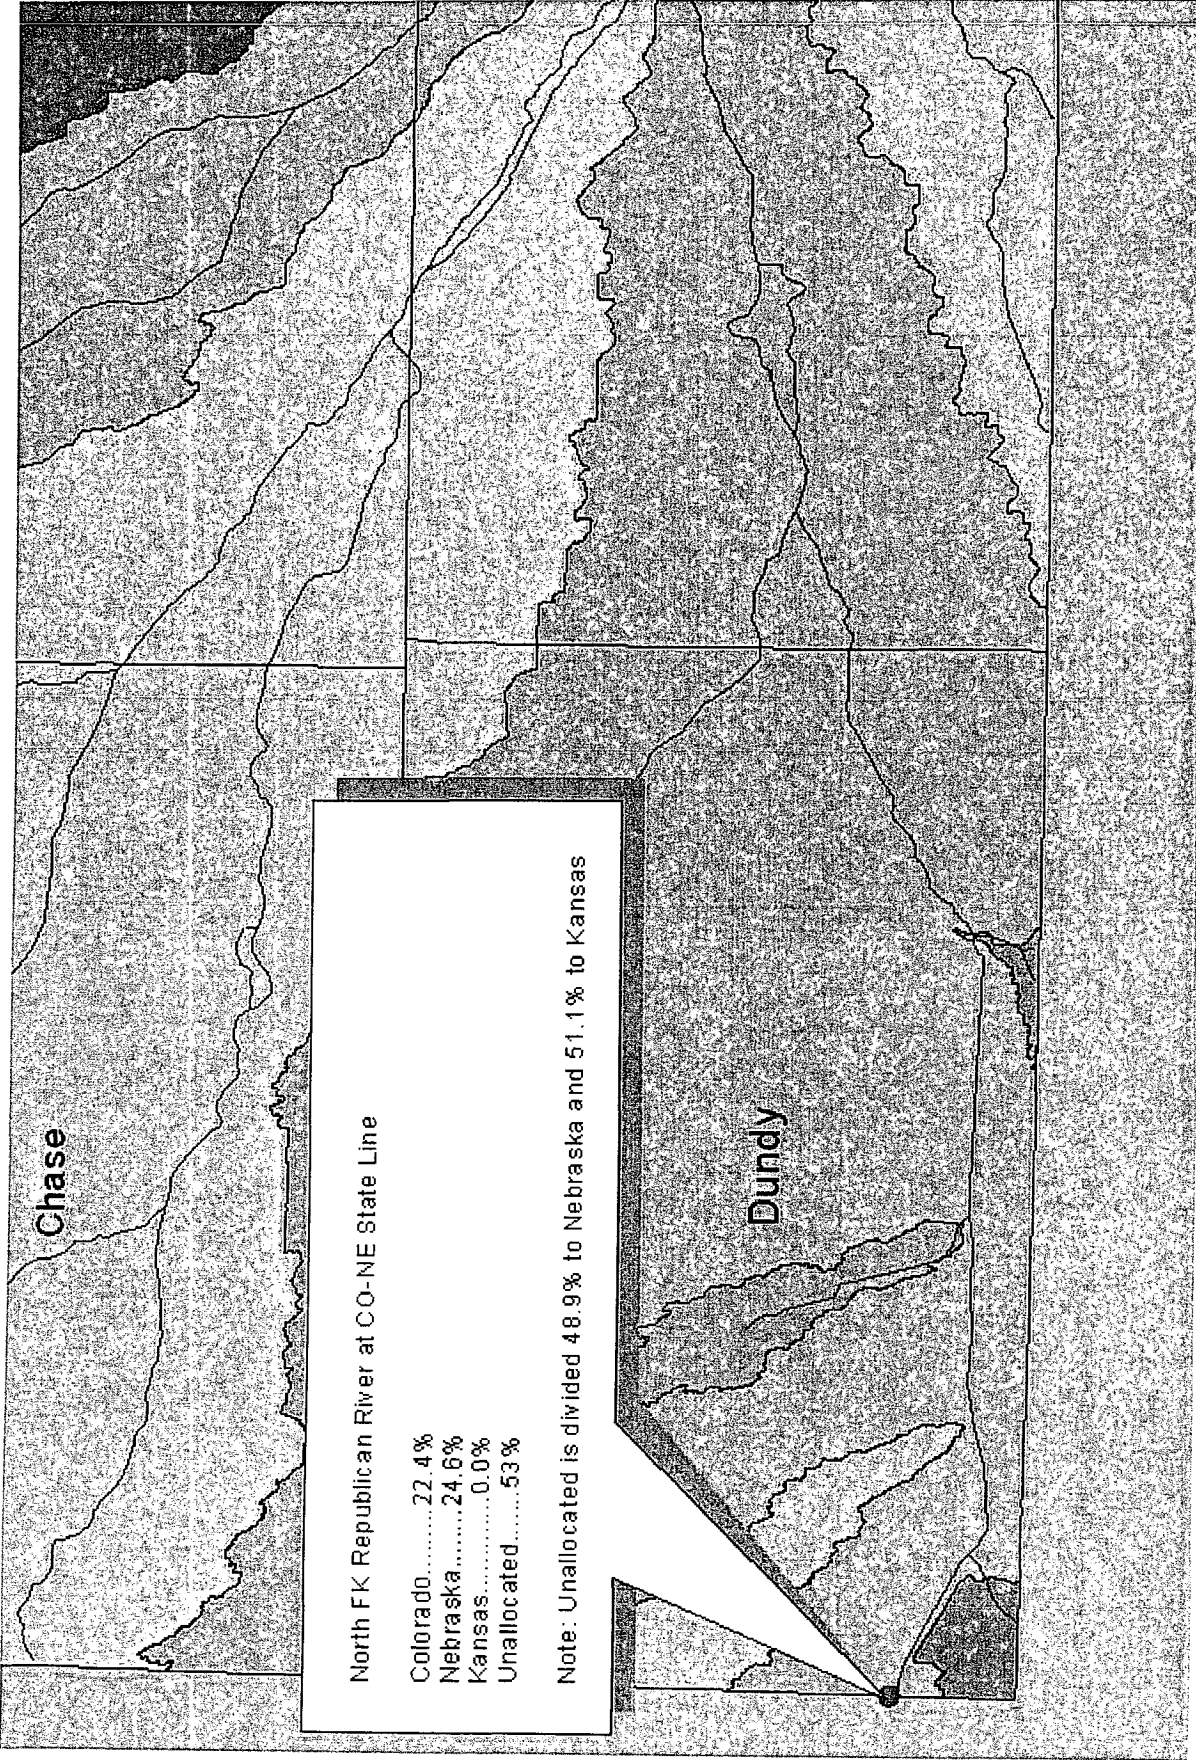 Chase
North FK Republican River at CO-NE State Line
Colorado..........22.4%
Nebraska........24.6%
Kansas.............0.0%
Unallocated......53%
Note: Unallocated is divided 48.9% to Nebraska and 51.1% to Kansas
Dundy